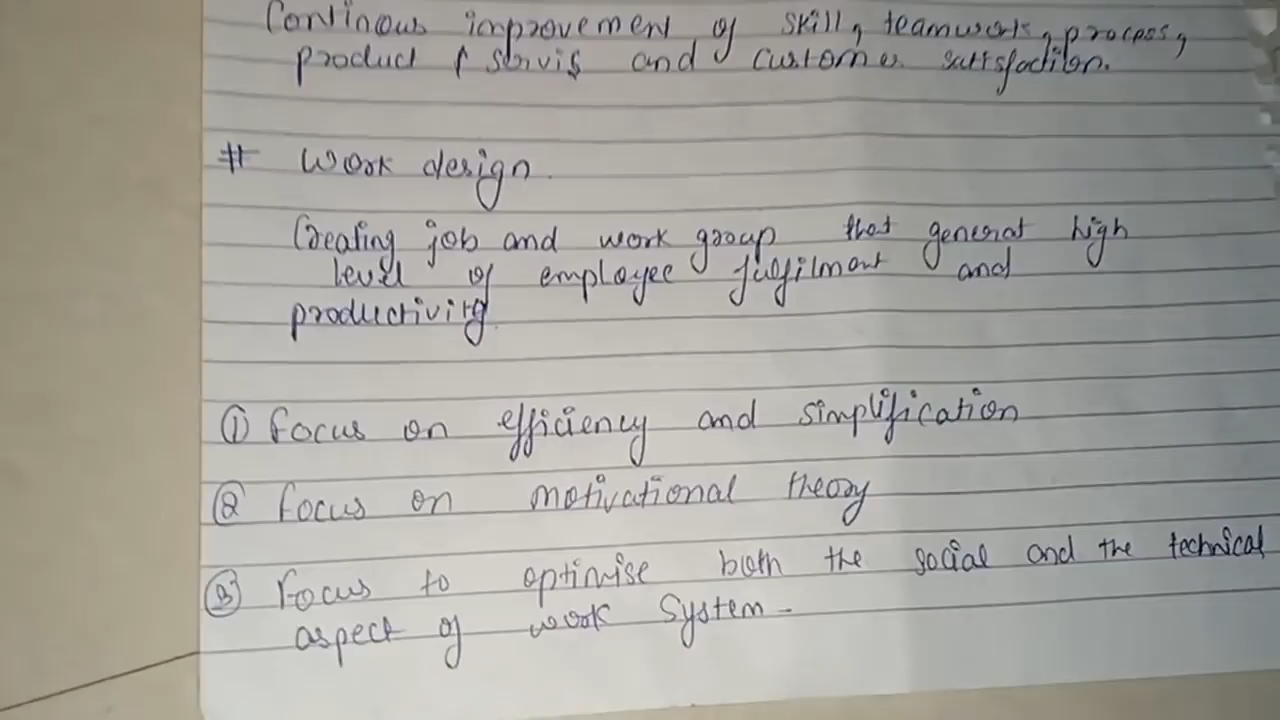 Continous improvement of skill, teamwork, process,
product & servis and customer satisfaction.
# Work design.
Creating job and work group that generat high
level of employee fulfilment and
productivity.
① Focus on efficiency and simplification
② Focus on motivational theory
③ Focus to optimise both the social and the technical
aspect of work system -